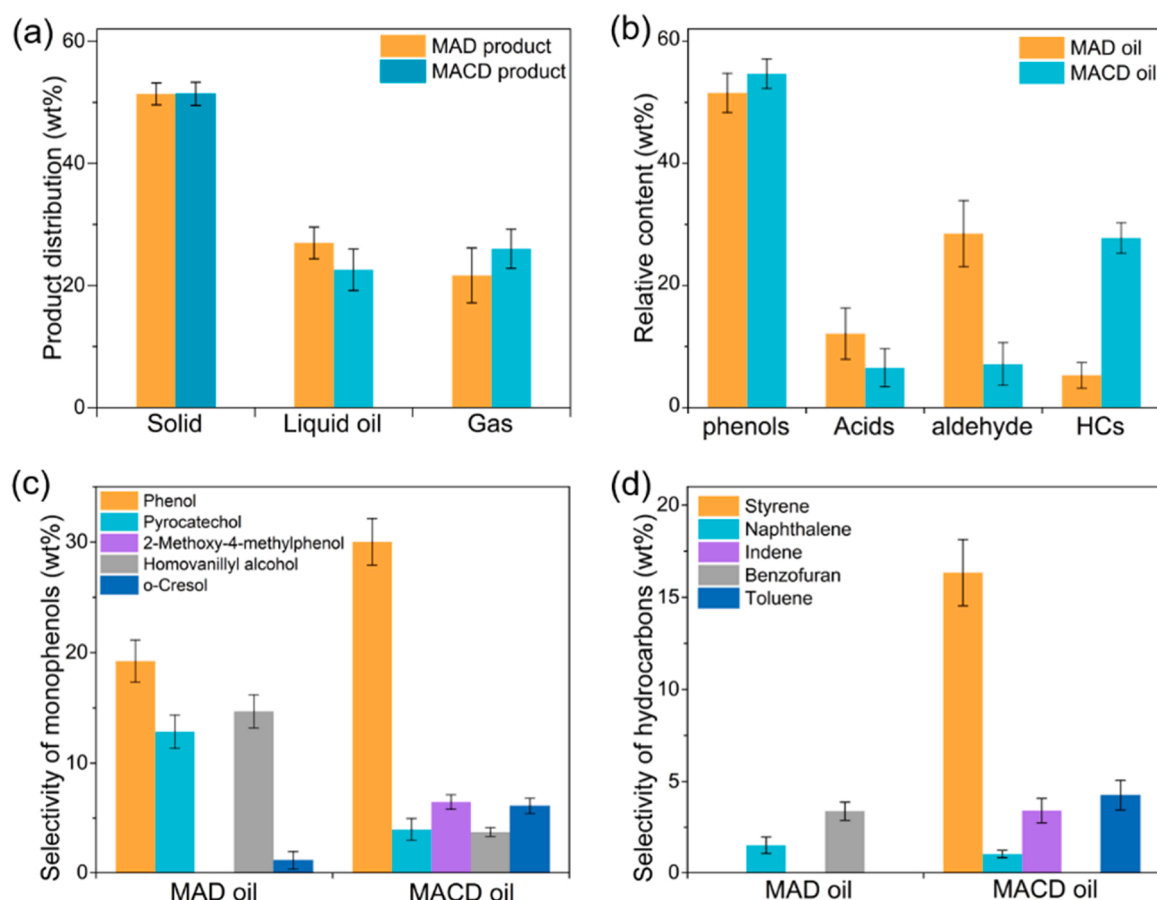 (a)
Product distribution (wt%)
60
40
20
0
MAD product
MACD product
Solid Liquid oil Gas
(b)
Relative content (wt%)
60
40
20
0
MAD oil
MACD oil
phenols Acids aldehyde HCs
(c)
Selectivity of monophenols (wt%)
30
20
10
0
Phenol
Pyrocatechol
2-Methoxy-4-methylphenol
Homovanillyl alcohol
o-Cresol
MAD oil MACD oil
(d)
Selectivity of hydrocarbons (wt%)
20
15
10
5
0
Styrene
Naphthalene
Indene
Benzofuran
Toluene
MAD oil MACD oil